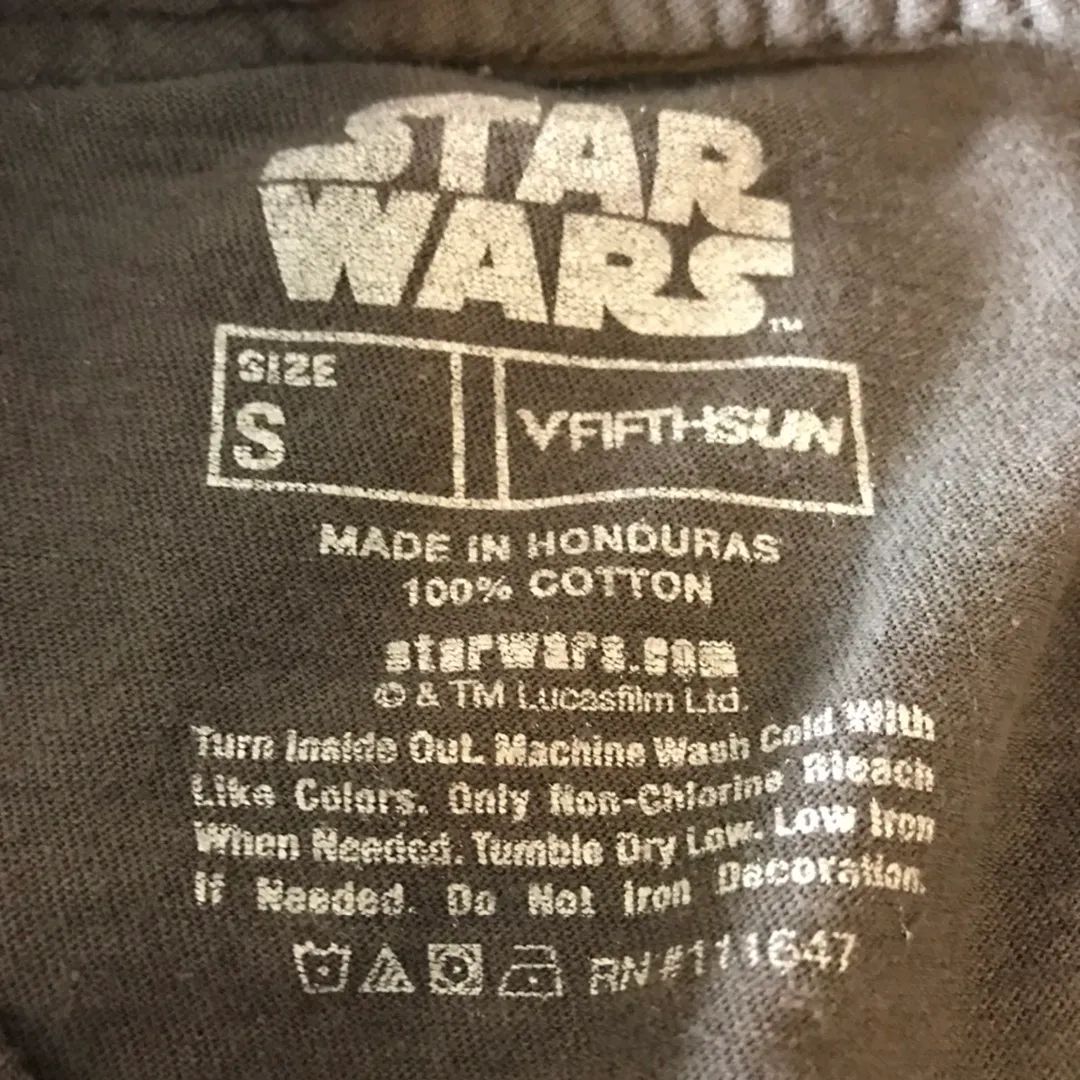 STAR
WARS™
SIZE
S
VFIFTHSUN
MADE IN HONDURAS
100% COTTON
starwars.com
© & TM Lucasfilm Ltd.
Turn Inside Out. Machine Wash Cold With
Like Colors. Only Non-Chlorine Bleach
When Needed. Tumble Dry Low. Low Iron
If Needed. Do Not Iron Decoration.
RN#111647